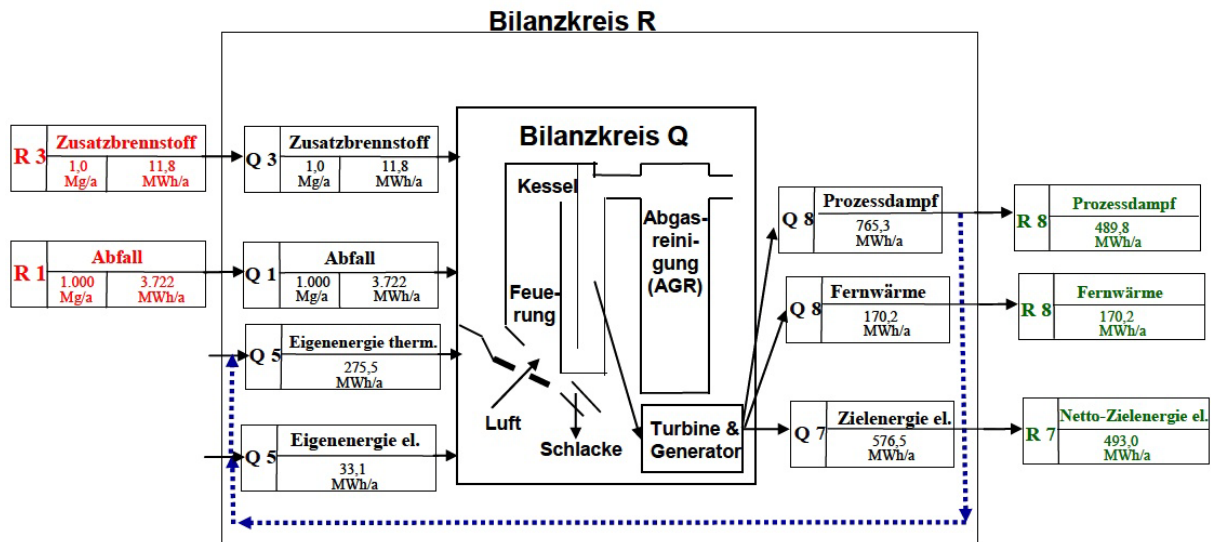 Bilanzkreis R
R 3
Zusatzbrennstoff
1,0 11,8
Mg/a MWh/a
Q 3
Zusatzbrennstoff
1,0 11,8
Mg/a MWh/a
R 1
Abfall
1.000 3.722
Mg/a MWh/a
Q 1
Abfall
1.000 3.722
Mg/a MWh/a
Q 5
Eigenenergie therm.
275,5
MWh/a
Q 5
Eigenenergie el.
33,1
MWh/a
Bilanzkreis Q
Kessel
Abgas-
reini-
gung
(AGR)
Feue-
rung
Luft
Schlacke
Turbine &
Generator
Q 8
Prozessdampf
765,3
MWh/a
R 8
Prozessdampf
489,8
MWh/a
Q 8
Fernwärme
170,2
MWh/a
R 8
Fernwärme
170,2
MWh/a
Q 7
Zielenergie el.
576,5
MWh/a
R 7
Netto-Zielenergie el.
493,0
MWh/a